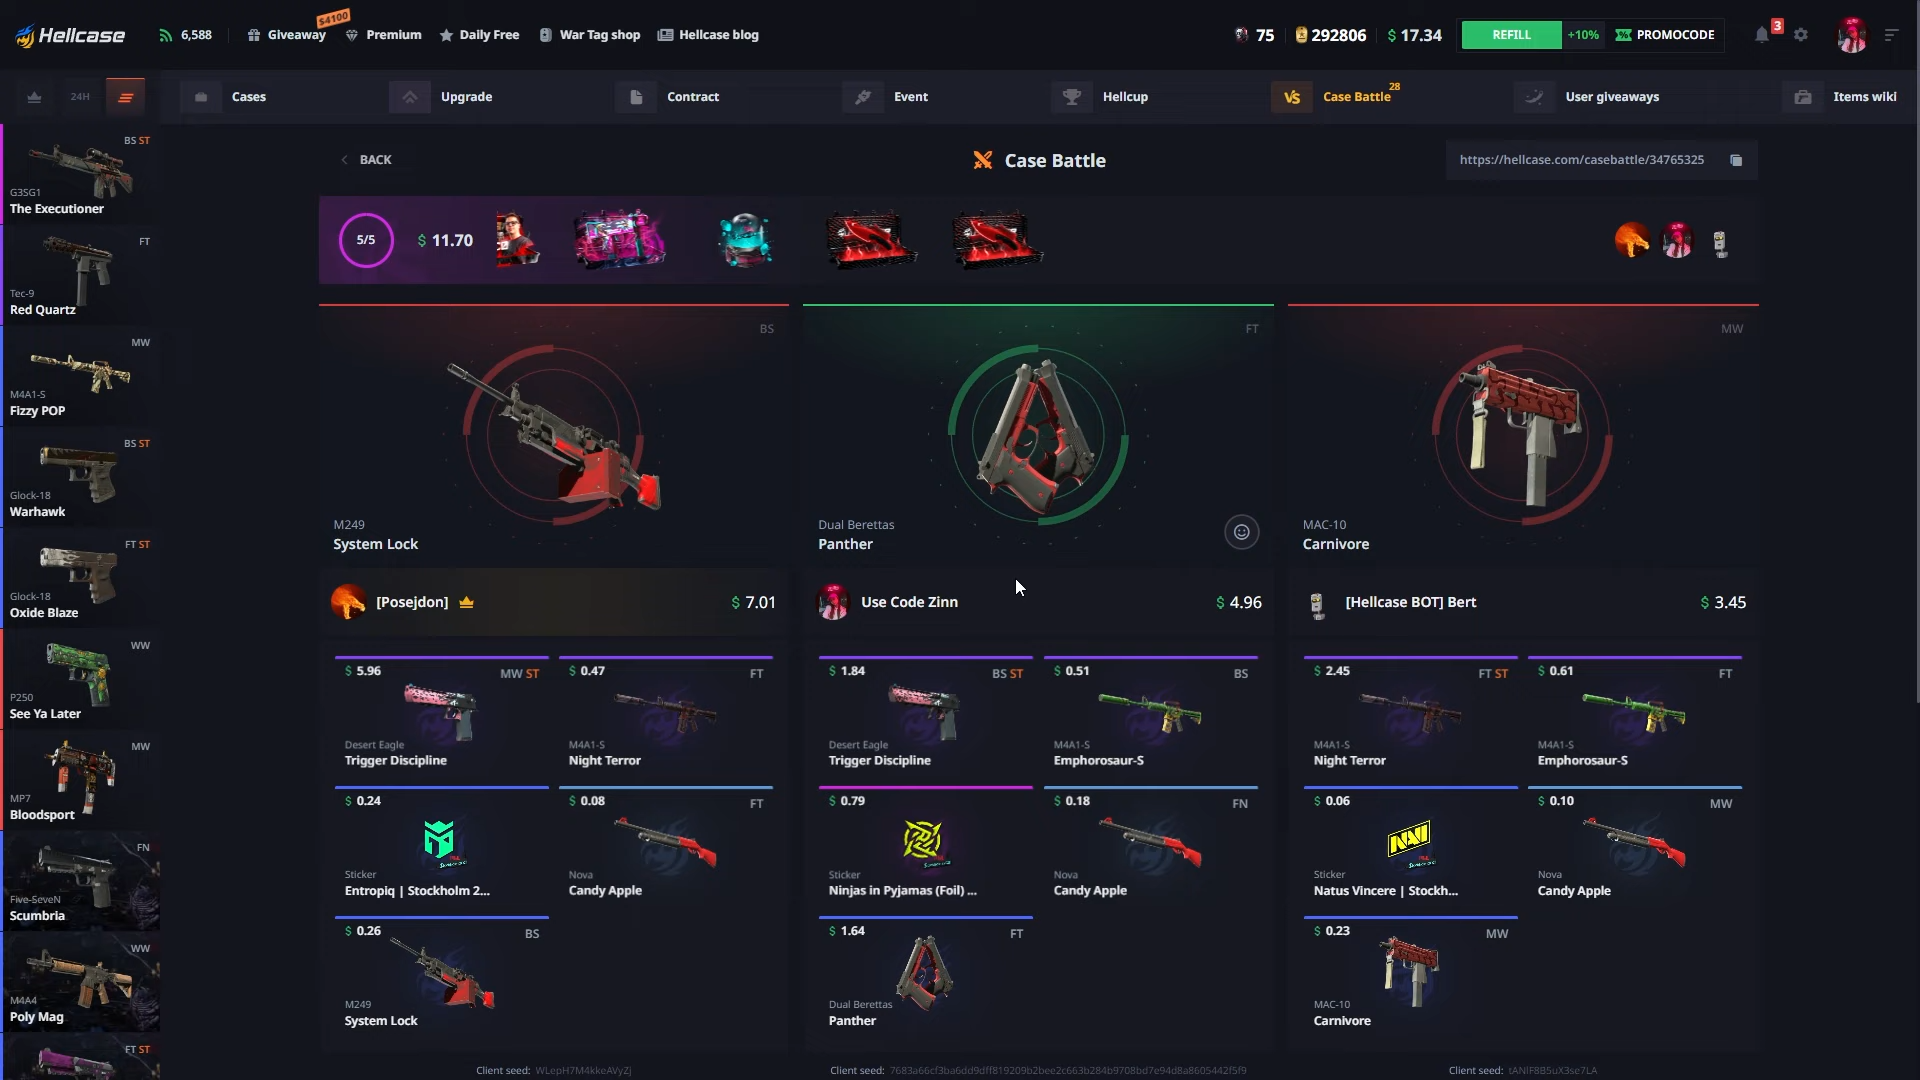 Hellcase
6,588
Giveaway
$4100
Premium
Daily Free
War Tag shop
Hellcase blog
75
292806
$ 17.34
REFILL
+10%
PROMOCODE
3
24H
Cases
Upgrade
Contract
Event
Hellcup
VS
Case Battle
28
User giveaways
Items wiki
BS ST
G3SG1
The Executioner
FT
Tec-9
Red Quartz
MW
M4A1-S
Fizzy POP
BS ST
Glock-18
Warhawk
FT ST
Glock-18
Oxide Blaze
WW
P250
See Ya Later
MW
MP7
Bloodsport
FN
Five-SeveN
Scumbria
WW
M4A4
Poly Mag
FT ST
BACK
Case Battle
https://hellcase.com/casebattle/34765325
5/5
$ 11.70
BS
M249
System Lock
FT
Dual Berettas
Panther
MW
MAC-10
Carnivore
[Posejdon]
$ 7.01
Use Code Zinn
$ 4.96
[Hellcase BOT] Bert
$ 3.45
$ 5.96
MW ST
Desert Eagle
Trigger Discipline
$ 0.47
FT
M4A1-S
Night Terror
$ 1.84
BS ST
Desert Eagle
Trigger Discipline
$ 0.51
BS
M4A1-S
Emphorosaur-S
$ 2.45
FT ST
M4A1-S
Night Terror
$ 0.61
FT
M4A1-S
Emphorosaur-S
$ 0.24
Sticker
Entropiq | Stockholm 2...
$ 0.08
FT
Nova
Candy Apple
$ 0.79
Sticker
Ninjas in Pyjamas (Foil) ...
$ 0.18
FN
Nova
Candy Apple
$ 0.06
NAVI
Sticker
Natus Vincere | Stockh...
$ 0.10
MW
Nova
Candy Apple
$ 0.26
BS
M249
System Lock
$ 1.64
FT
Dual Berettas
Panther
$ 0.23
MW
MAC-10
Carnivore
Client seed: WLepH7M4kkeAVyZj
Client seed: 7683a66cf3ba6dd9dff819209b2bee2c663b284b9708bd7e94d8a8605442f5f9
Client seed: tANlF8B5uX3se7LA